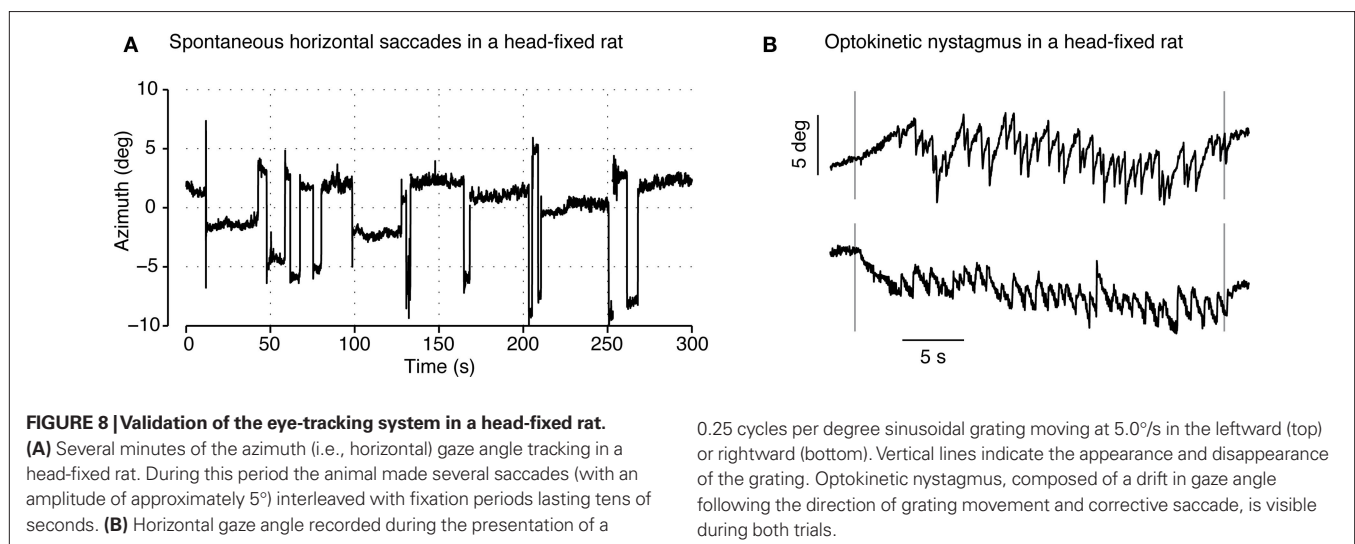 A Spontaneous horizontal saccades in a head-fixed rat
10
5
0
−5
−10
Azimuth (deg)
0 50 100 150 200 250 300
Time (s)
B Optokinetic nystagmus in a head-fixed rat
5 deg
5 s
FIGURE 8 | Validation of the eye-tracking system in a head-fixed rat.
(A) Several minutes of the azimuth (i.e., horizontal) gaze angle tracking in a
head-fixed rat. During this period the animal made several saccades (with an
amplitude of approximately 5°) interleaved with fixation periods lasting tens of
seconds. (B) Horizontal gaze angle recorded during the presentation of a
0.25 cycles per degree sinusoidal grating moving at 5.0°/s in the leftward (top)
or rightward (bottom). Vertical lines indicate the appearance and disappearance
of the grating. Optokinetic nystagmus, composed of a drift in gaze angle
following the direction of grating movement and corrective saccade, is visible
during both trials.